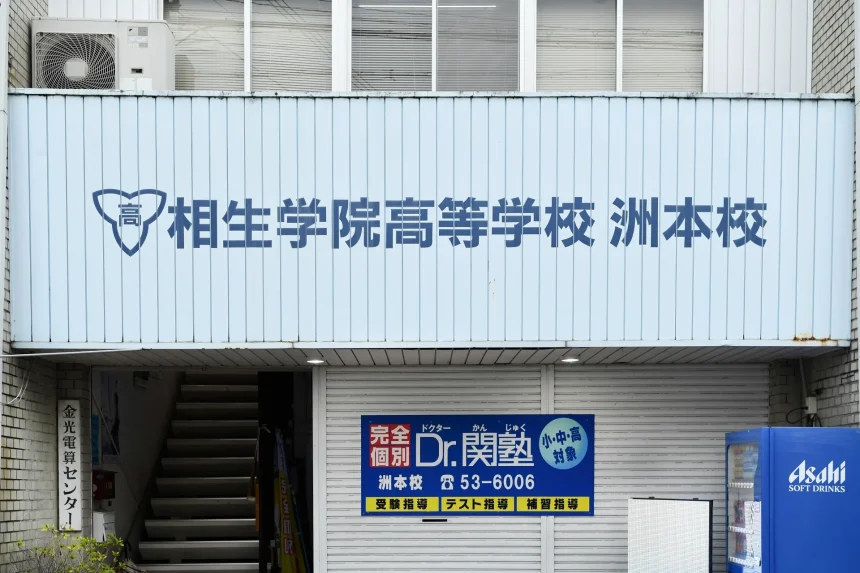 高
相生学院高等学校 洲本校
金光電算センター
完全
個別
ドクター かん じゅく
Dr.関塾
小・中・高
対象
洲本校 ☎53-6006
受験指導 テスト指導 補習指導
Asahi
SOFT DRINKS